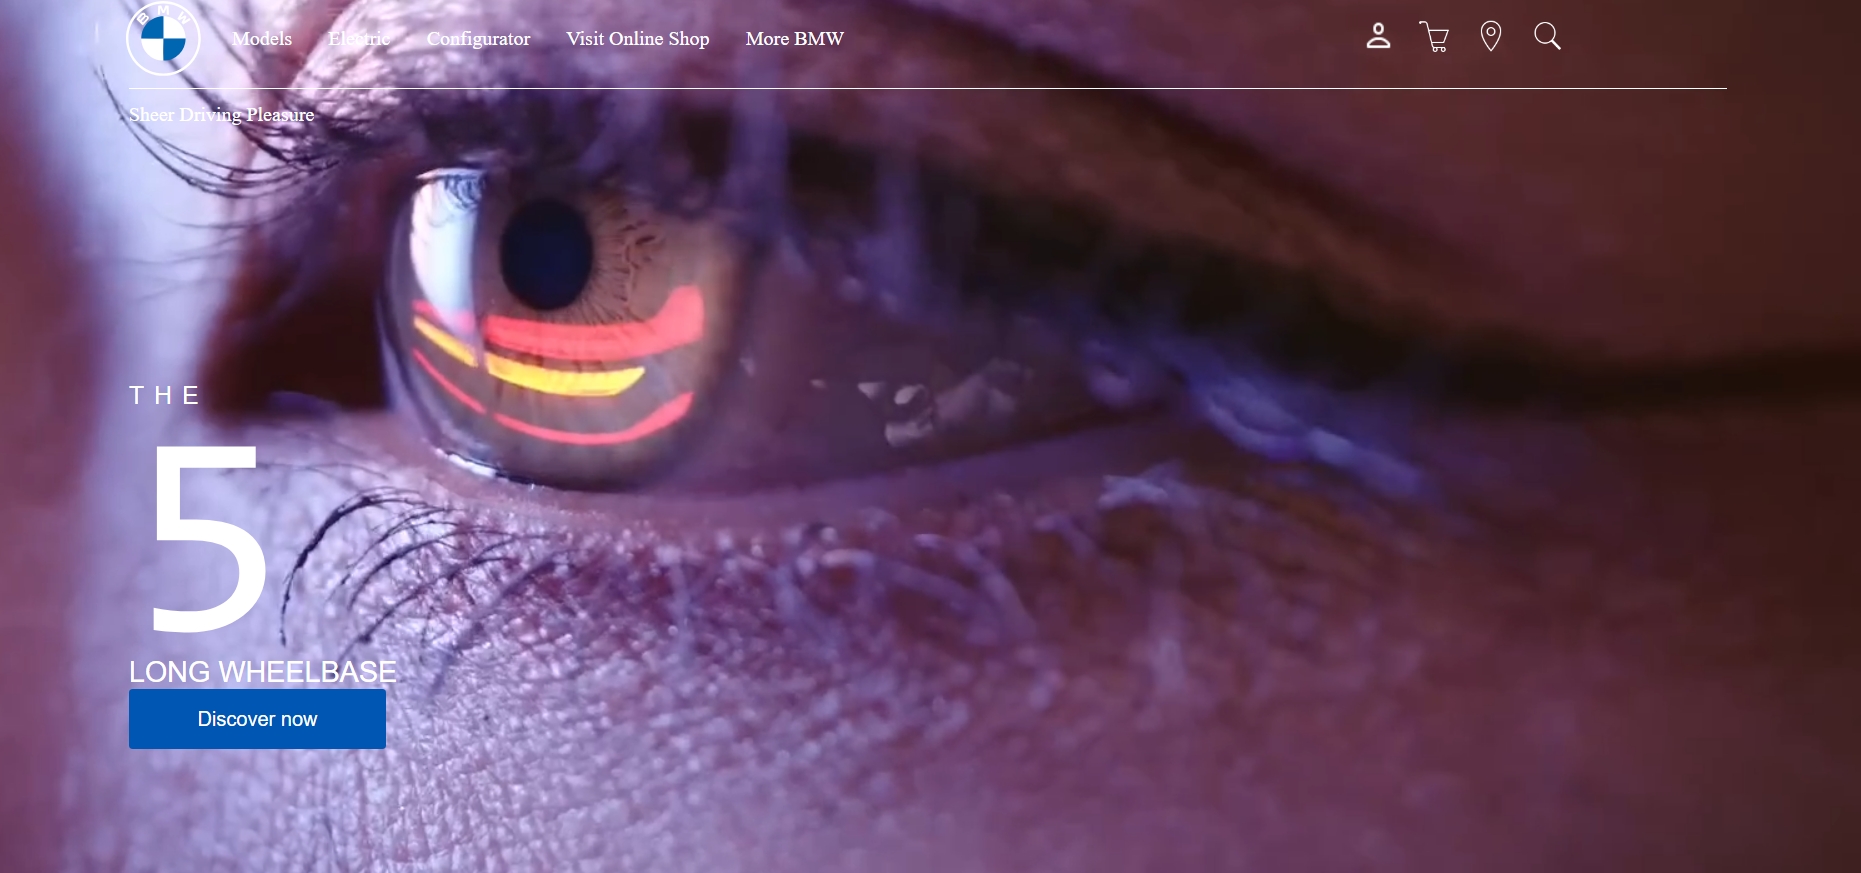 BMW
Models Electric Configurator Visit Online Shop More BMW
Sheer Driving Pleasure
THE
5
LONG WHEELBASE
Discover now